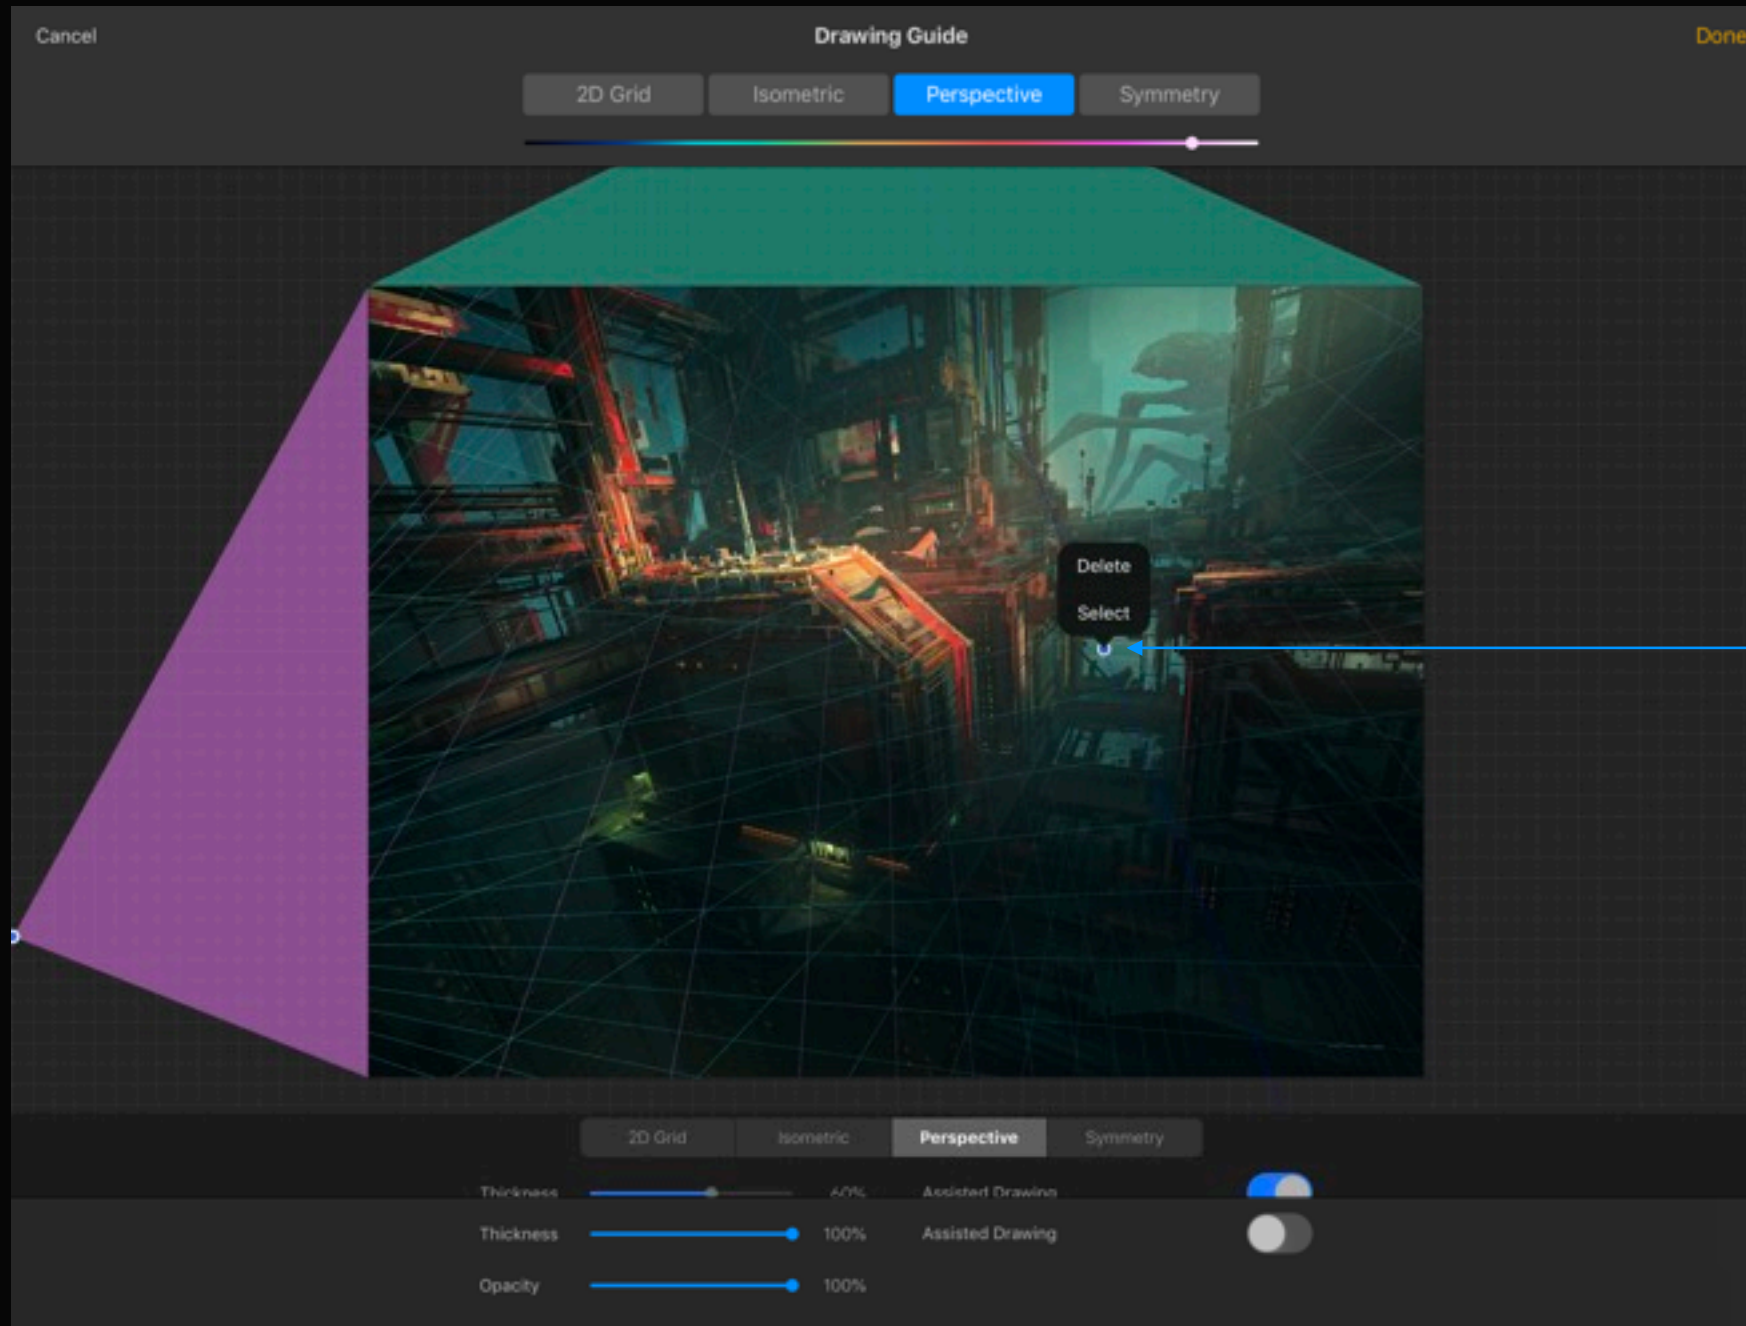 Cancel
Drawing Guide
Done
2D Grid
Isometric
Perspective
Symmetry
Delete
Select
2D Grid
Isometric
Perspective
Symmetry
Thickness
60%
Assisted Drawing
Thickness
100%
Assisted Drawing
Opacity
100%